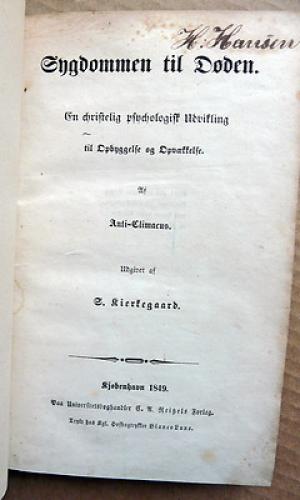 H. Hansen
Sygdommen til Døden.
En christelig psychologisk Udvikling
til Opbyggelse og Opvækkelse.
Af
Anti-Climacus.
Udgivet af
S. Kierkegaard.
Kjøbenhavn 1849.
Paa Universitetsboghandler C. A. Reitzels Forlag.
Trykt hos Kgl. Hofbogtrykker Bianco Luno.